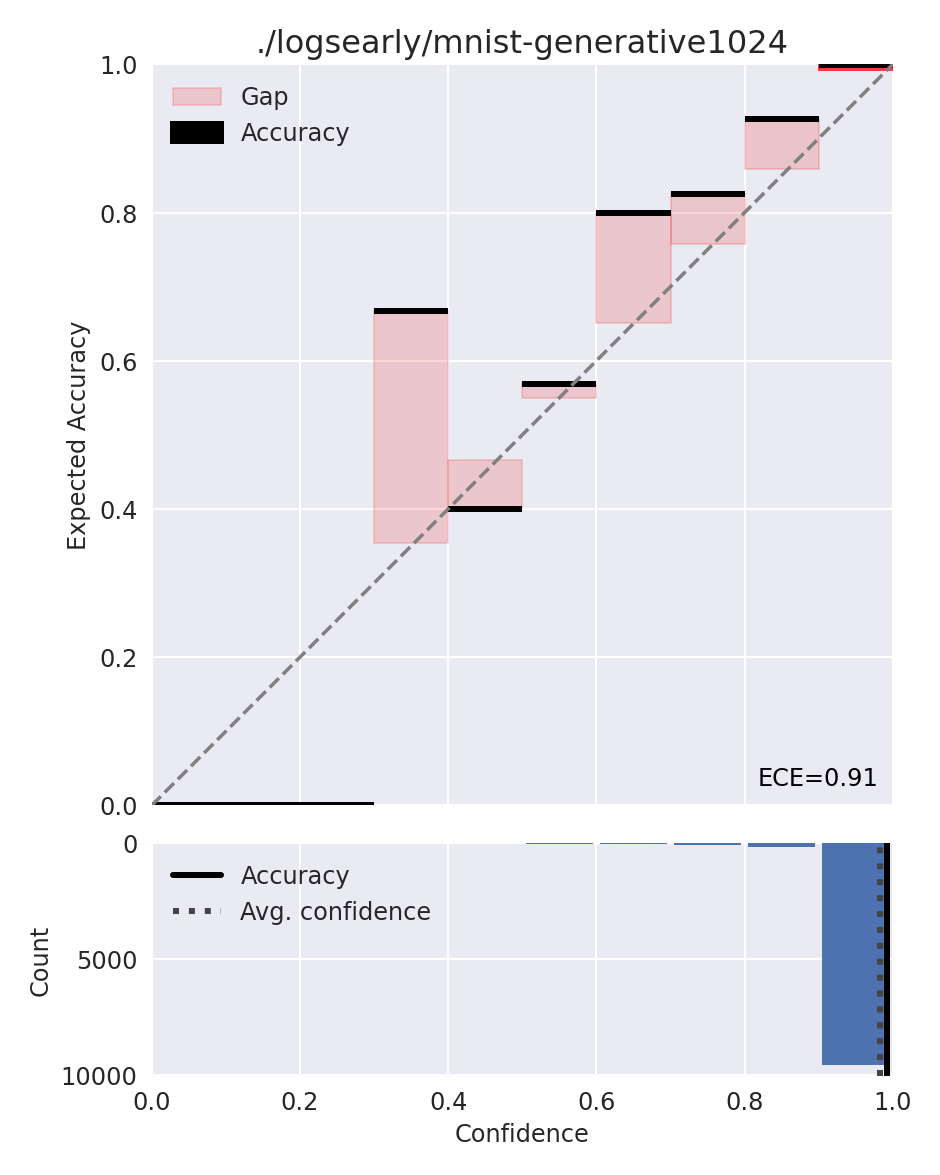 ./logsearly/mnist-generative1024
1.0
Gap
Accuracy
0.8
0.6
Expected Accuracy
0.4
0.2
ECE=0.91
0.0
0
Accuracy
Avg. confidence
Count
5000
10000
0.0 0.2 0.4 0.6 0.8 1.0
Confidence